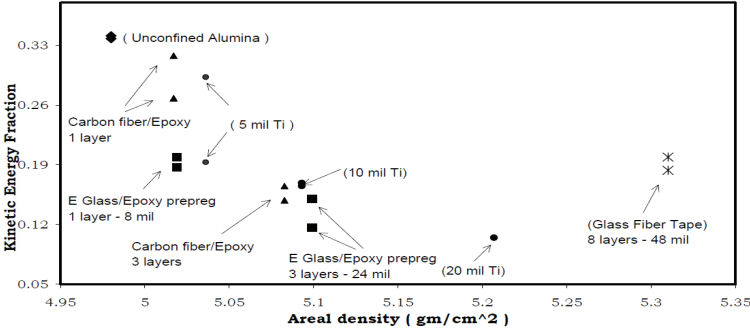 Kinetic Energy Fraction
0.33
0.26
0.19
0.12
0.05
( Unconfined Alumina )
Carbon fiber/Epoxy
1 layer
( 5 mil Ti )
E Glass/Epoxy prepreg
1 layer - 8 mil
(10 mil Ti)
Carbon fiber/Epoxy
3 layers
E Glass/Epoxy prepreg
3 layers - 24 mil
(20 mil Ti)
(Glass Fiber Tape)
8 layers - 48 mil
4.95 5 5.05 5.1 5.15 5.2 5.25 5.3 5.35
Areal density ( gm/cm^2 )